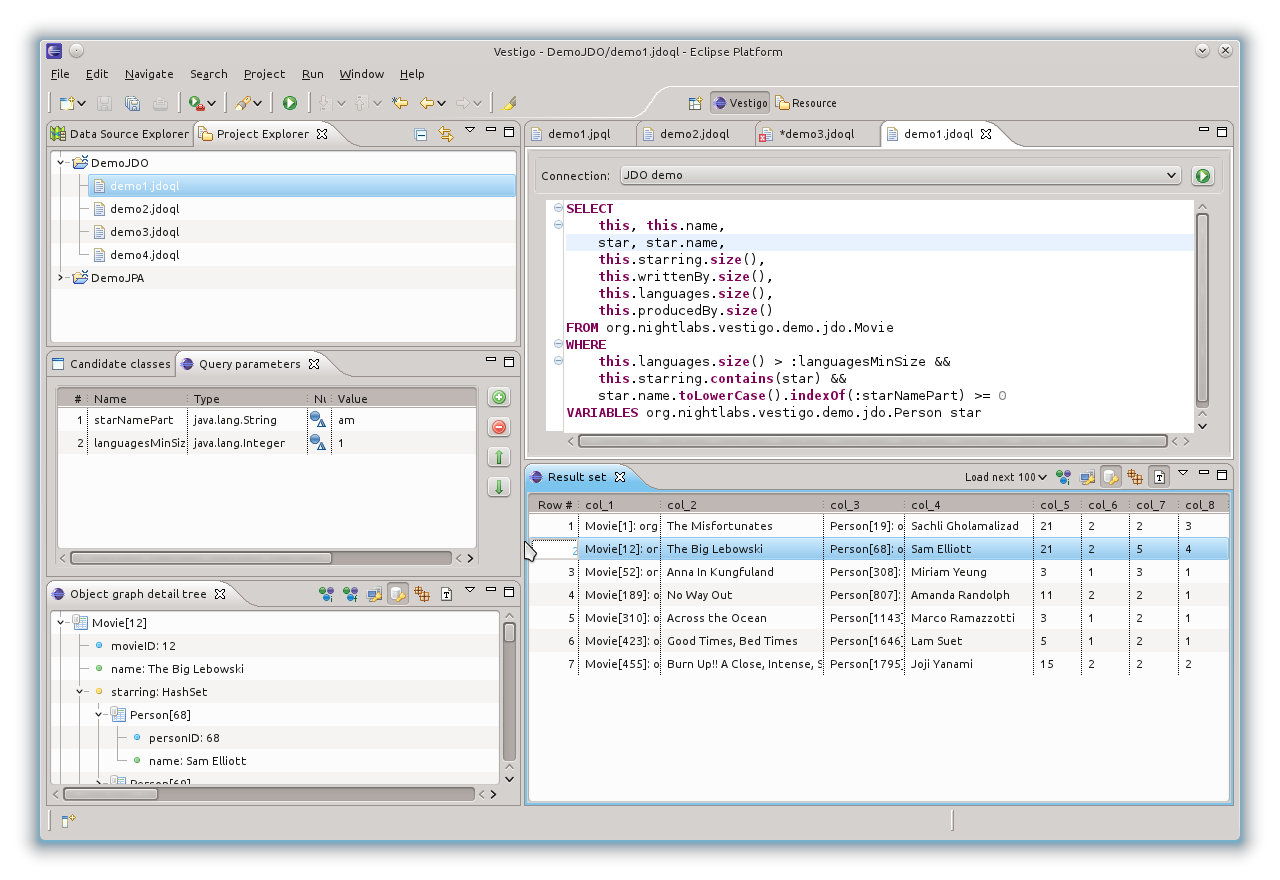 Vestigo - DemoJDO/demo1.jdoql - Eclipse Platform
File Edit Navigate Search Project Run Window Help
Vestigo Resource
Data Source Explorer Project Explorer
DemoJDO
demo1.jdoql
demo2.jdoql
demo3.jdoql
demo4.jdoql
DemoJPA
demo1.jpql demo2.jdoql *demo3.jdoql demo1.jdoql
Connection: JDO demo
SELECT
this, this.name,
star, star.name,
this.starring.size(),
this.writtenBy.size(),
this.languages.size(),
this.producedBy.size()
FROM org.nightlabs.vestigo.demo.jdo.Movie
WHERE
this.languages.size() > :languagesMinSize &&
this.starring.contains(star) &&
star.name.toLowerCase().indexOf(:starNamePart) >= 0
VARIABLES org.nightlabs.vestigo.demo.jdo.Person star
Candidate classes Query parameters
# Name Type Nu Value
1 starNamePart java.lang.String am
2 languagesMinSiz java.lang.Integer 1
Object graph detail tree
Movie[12]
movieID: 12
name: The Big Lebowski
starring: HashSet
Person[68]
personID: 68
name: Sam Elliott
Person[69]
Result set Load next 100
Row # col_1 col_2 col_3 col_4 col_5 col_6 col_7 col_8
1 Movie[1]: org The Misfortunates Person[19]: o Sachli Gholamalizad 21 2 2 3
2 Movie[12]: or The Big Lebowski Person[68]: o Sam Elliott 21 2 5 4
3 Movie[52]: or Anna In Kungfuland Person[308]: Miriam Yeung 3 1 3 1
4 Movie[189]: o No Way Out Person[807]: Amanda Randolph 11 2 2 1
5 Movie[310]: o Across the Ocean Person[1143] Marco Ramazzotti 3 1 2 1
6 Movie[423]: o Good Times, Bed Times Person[1646] Lam Suet 5 1 2 1
7 Movie[455]: o Burn Up!! A Close, Intense, S Person[1795] Joji Yanami 15 2 2 2